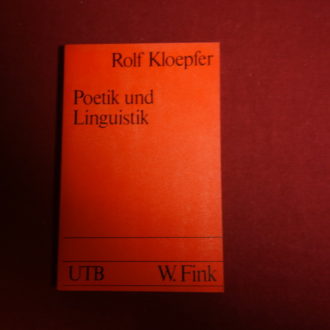 Rolf Kloepfer
Poetik und
Linguistik
UTB W. Fink